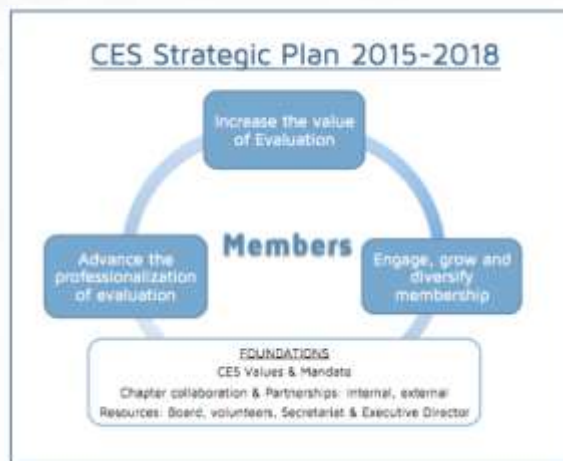 CES Strategic Plan 2015-2018
Increase the value
of Evaluation
Members
Advance the
professionalization
of evaluation
Engage, grow and
diversify
membership
FOUNDATIONS
CES Values & Mandate
Chapter collaboration & Partnerships: internal, external
Resources: Board, volunteers, Secretariat & Executive Director